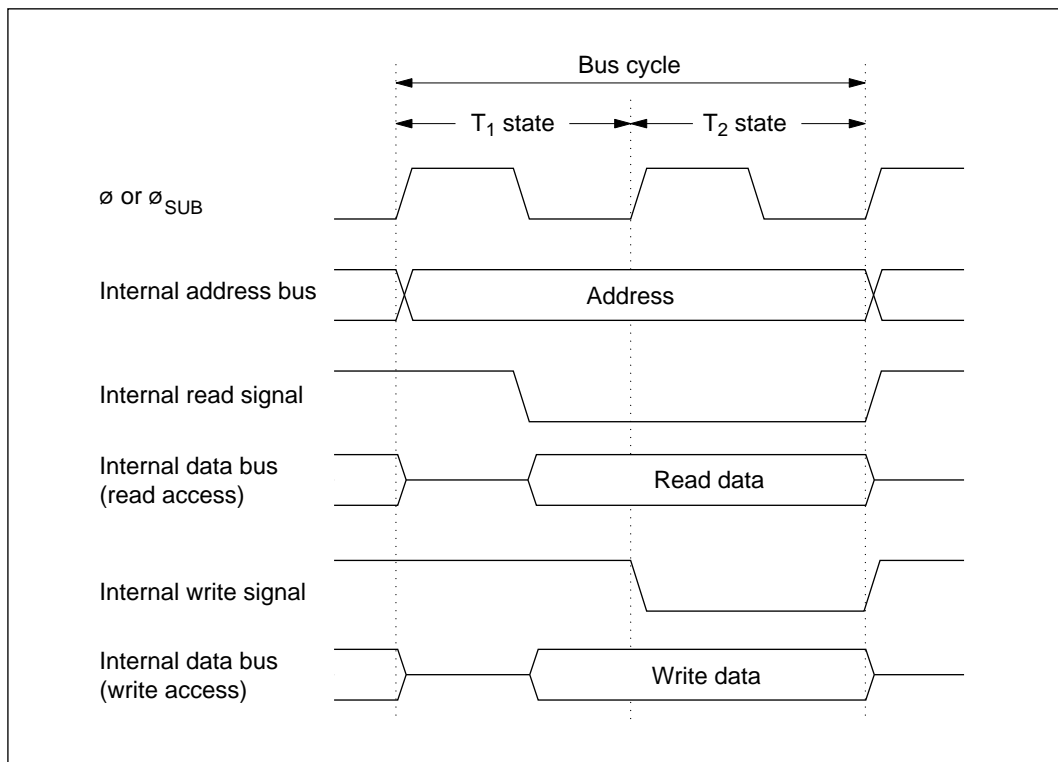 Bus cycle
T1 state
T2 state
ø or øSUB
Internal address bus
Address
Internal read signal
Internal data bus
(read access)
Read data
Internal write signal
Internal data bus
(write access)
Write data